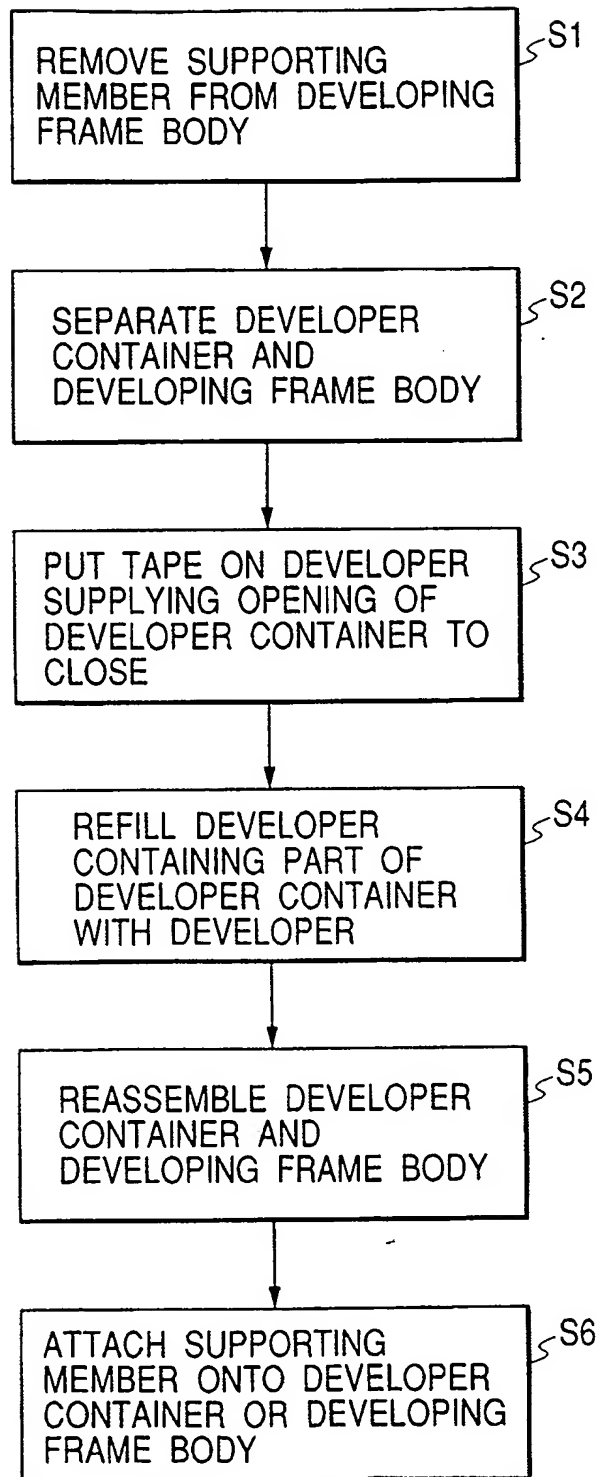 S1
REMOVE SUPPORTING
MEMBER FROM DEVELOPING
FRAME BODY
S2
SEPARATE DEVELOPER
CONTAINER AND
DEVELOPING FRAME BODY
S3
PUT TAPE ON DEVELOPER
SUPPLYING OPENING OF
DEVELOPER CONTAINER TO
CLOSE
S4
REFILL DEVELOPER
CONTAINING PART OF
DEVELOPER CONTAINER
WITH DEVELOPER
S5
REASSEMBLE DEVELOPER
CONTAINER AND
DEVELOPING FRAME BODY
S6
ATTACH SUPPORTING
MEMBER ONTO DEVELOPER
CONTAINER OR DEVELOPING
FRAME BODY